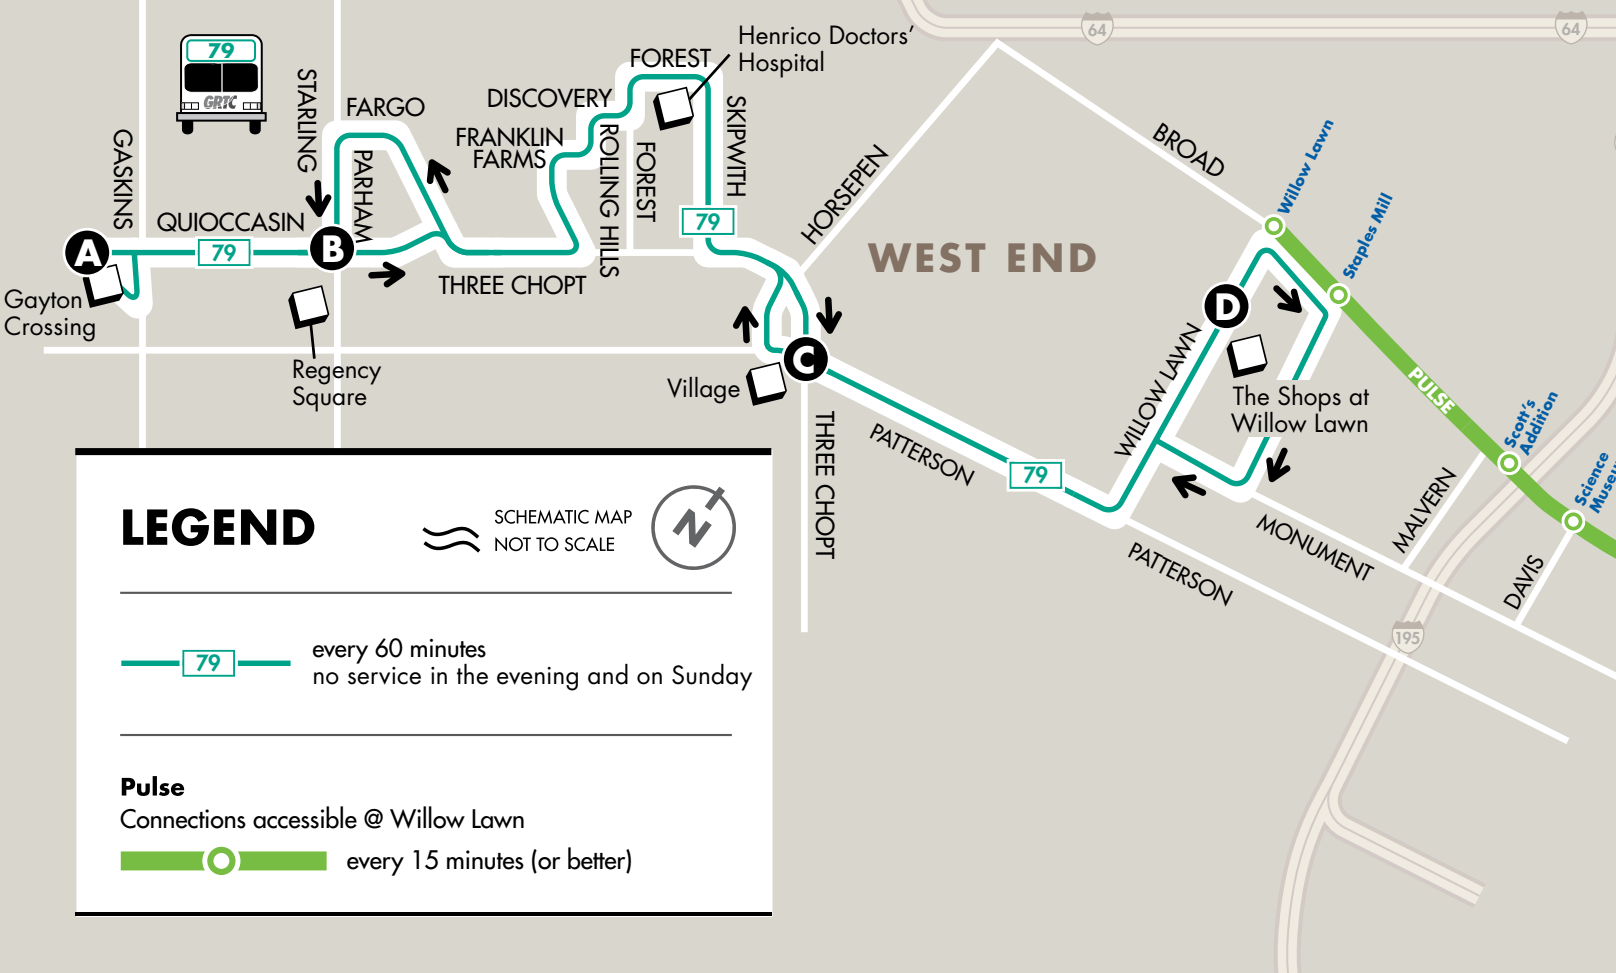 64
64
79
GRTC
Henrico Doctors'
Hospital
FOREST
STARLING
FARGO
DISCOVERY
FRANKLIN
FARMS
GASKINS
PARHAM
ROLLING HILLS
FOREST
SKIPWITH
HORSEPEN
BROAD
Willow Lawn
Staples Mill
QUIOCCASIN
79
79
A
B
WEST END
THREE CHOPT
Gayton
Crossing
D
Regency
Square
Village
C
WILLOW LAWN
The Shops at
Willow Lawn
PULSE
Scott's
Addition
Science
THREE CHOPT
PATTERSON
79
MALVERN
MONUMENT
PATTERSON
DAVIS
195
LEGEND
SCHEMATIC MAP
NOT TO SCALE
N
79
every 60 minutes
no service in the evening and on Sunday
Pulse
Connections accessible @ Willow Lawn
every 15 minutes (or better)